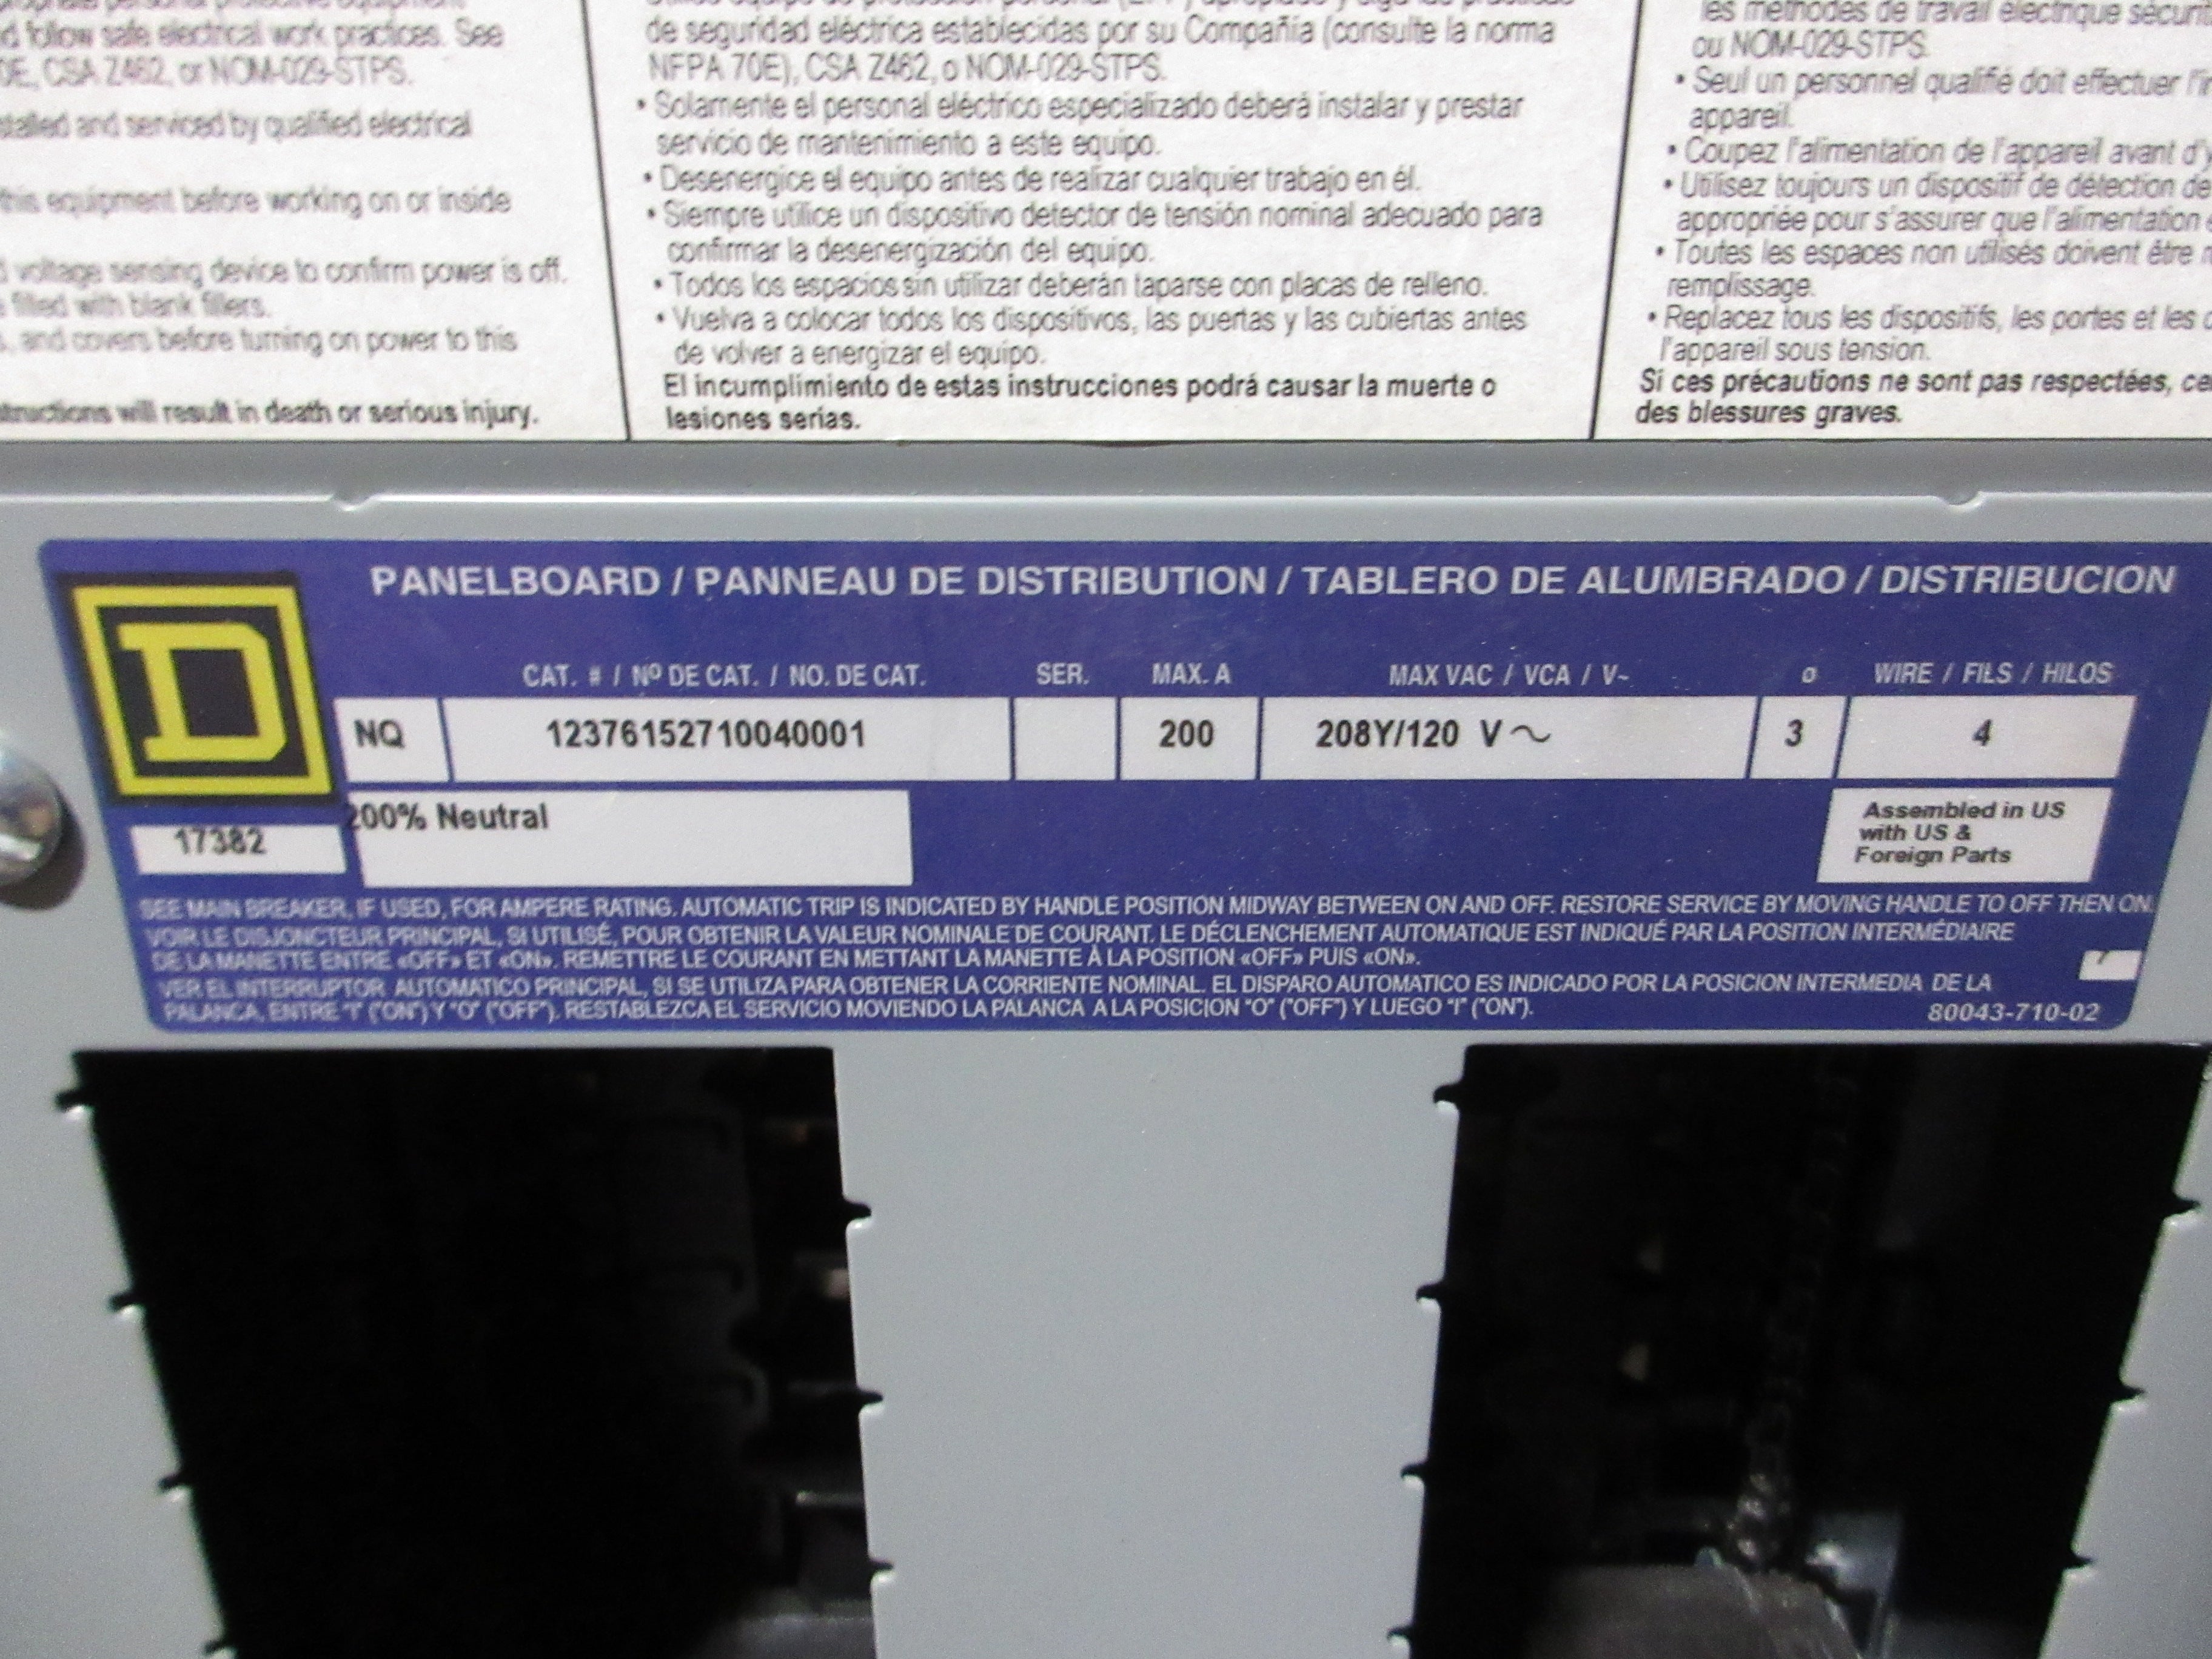 d follow safe electrical work practices. See
0E, CSA Z462, or NOM-029-STPS.
stalled and serviced by qualified electrical
this equipment before working on or inside
voltage sensing device to confirm power is off.
filled with blank fillers.
, and covers before turning on power to this
structions will result in death or serious injury.
de seguridad eléctrica establecidas por su Compañia (consulte la norma
NFPA 70E), CSA Z462, o NOM-029-STPS.
• Solamente el personal eléctrico especializado deberá instalar y prestar
servicio de mantenimiento a este equipo.
• Desenergice el equipo antes de realizar cualquier trabajo en él.
• Siempre utilice un dispositivo detector de tensión nominal adecuado para
confirmar la desenergización del equipo.
• Todos los espacios sin utilizar deberán taparse con placas de relleno.
• Vuelva a colocar todos los dispositivos, las puertas y las cubiertas antes
de volver a energizar el equipo.
El incumplimiento de estas instrucciones podrá causar la muerte o
lesiones serias.
les méthodes de travail électrique sécuri
ou NOM-029-STPS.
• Seul un personnel qualifié doit effectuer l'i
appareil.
• Coupez l'alimentation de l'appareil avant d'y
• Utilisez toujours un dispositif de détection de
appropriée pour s'assurer que l'alimentation
• Toutes les espaces non utilisés doivent être
remplissage.
• Replacez tous les dispositifs, les portes et les
l'appareil sous tension.
Si ces précautions ne sont pas respectées, ce
des blessures graves.
D
PANELBOARD / PANNEAU DE DISTRIBUTION / TABLERO DE ALUMBRADO / DISTRIBUCION
CAT. # / Nº DE CAT. / NO. DE CAT. SER. MAX. A MAX VAC / VCA / V~ ø WIRE / FILS / HILOS
NQ 12376152710040001 200 208Y/120 V~ 3 4
17382
200% Neutral
Assembled in US
with US &
Foreign Parts
SEE MAIN BREAKER, IF USED, FOR AMPERE RATING. AUTOMATIC TRIP IS INDICATED BY HANDLE POSITION MIDWAY BETWEEN ON AND OFF. RESTORE SERVICE BY MOVING HANDLE TO OFF THEN ON.
VOIR LE DISJONCTEUR PRINCIPAL, SI UTILISÉ, POUR OBTENIR LA VALEUR NOMINALE DE COURANT. LE DÉCLENCHEMENT AUTOMATIQUE EST INDIQUÉ PAR LA POSITION INTERMÉDIAIRE
DE LA MANETTE ENTRE «OFF» ET «ON». REMETTRE LE COURANT EN METTANT LA MANETTE À LA POSITION «OFF» PUIS «ON».
VER EL INTERRUPTOR AUTOMATICO PRINCIPAL, SI SE UTILIZA PARA OBTENER LA CORRIENTE NOMINAL. EL DISPARO AUTOMATICO ES INDICADO POR LA POSICION INTERMEDIA DE LA
PALANCA, ENTRE "I" ("ON") Y "O" ("OFF"). RESTABLEZCA EL SERVICIO MOVIENDO LA PALANCA A LA POSICION "O" ("OFF") Y LUEGO "I" ("ON").
80043-710-02